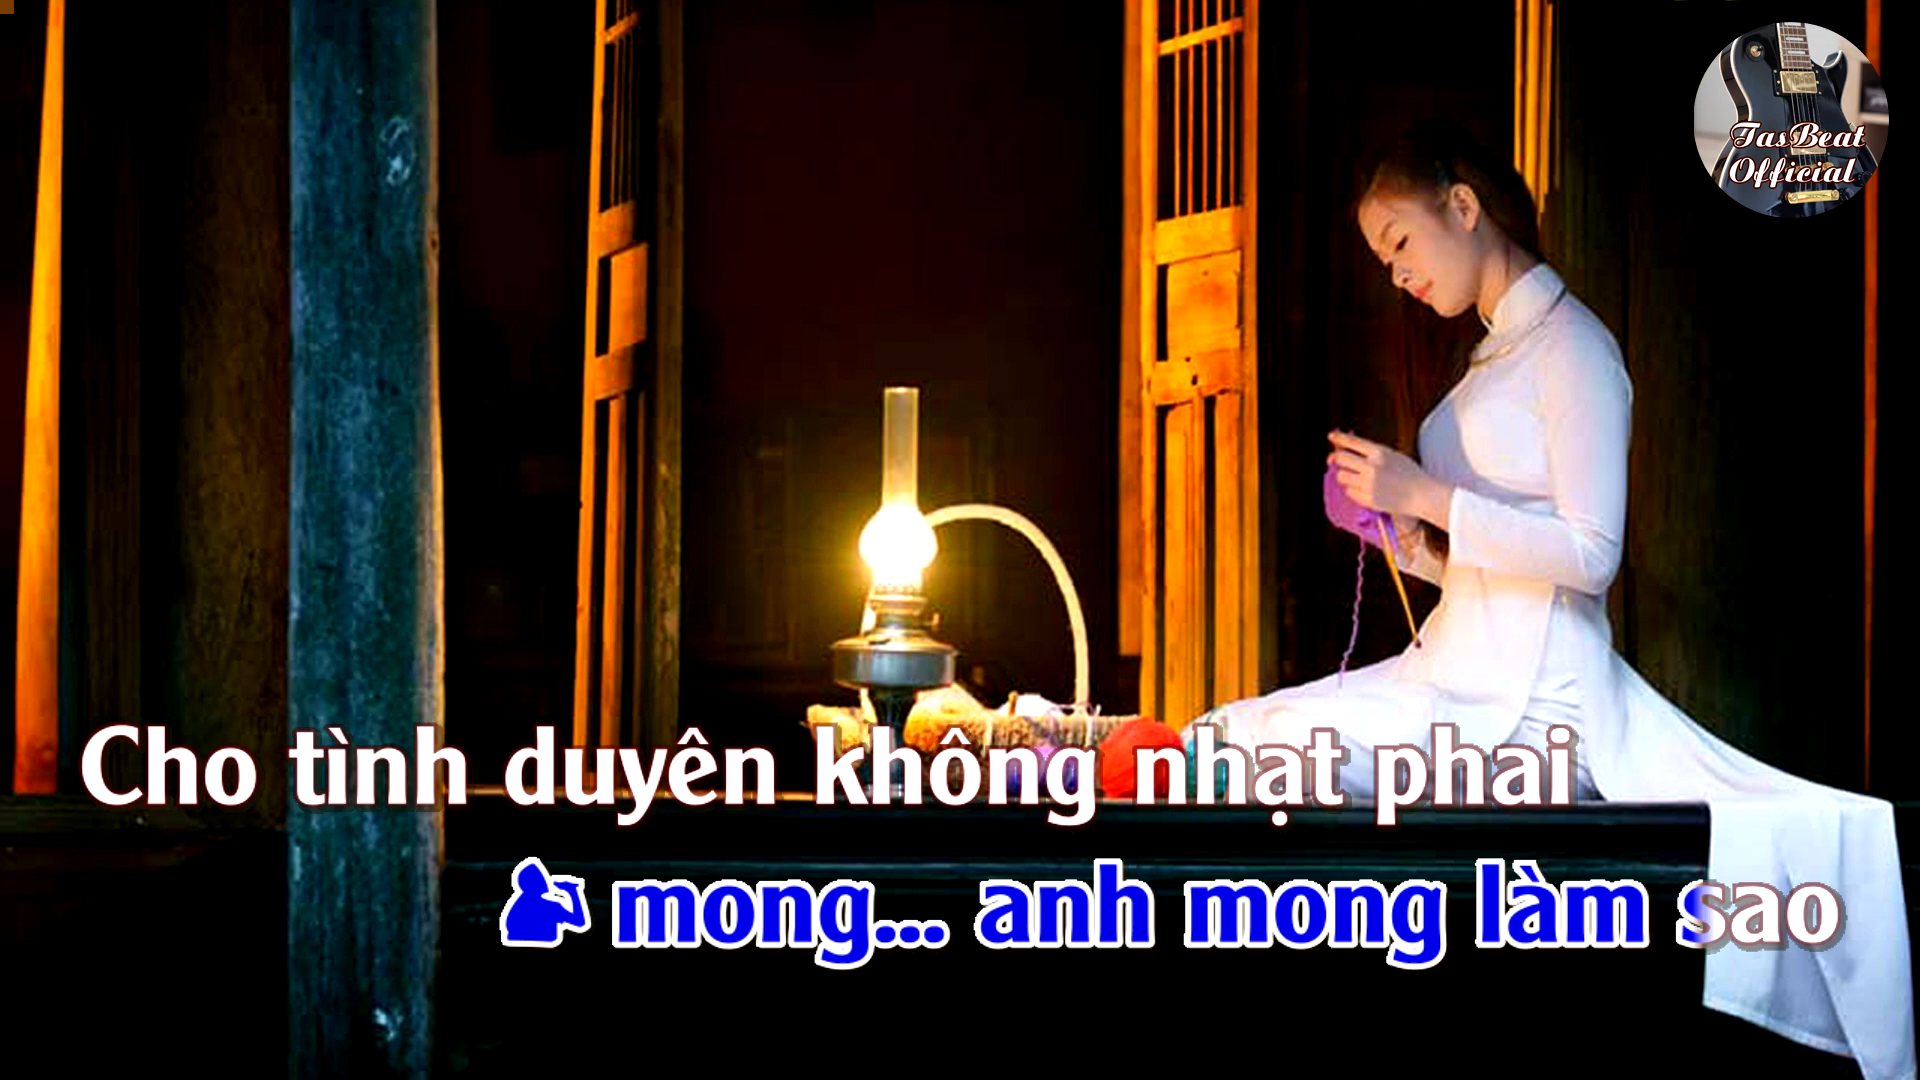 TasBeat
Official
Cho tình duyên không nhạt phai
mong... anh mong làm sao